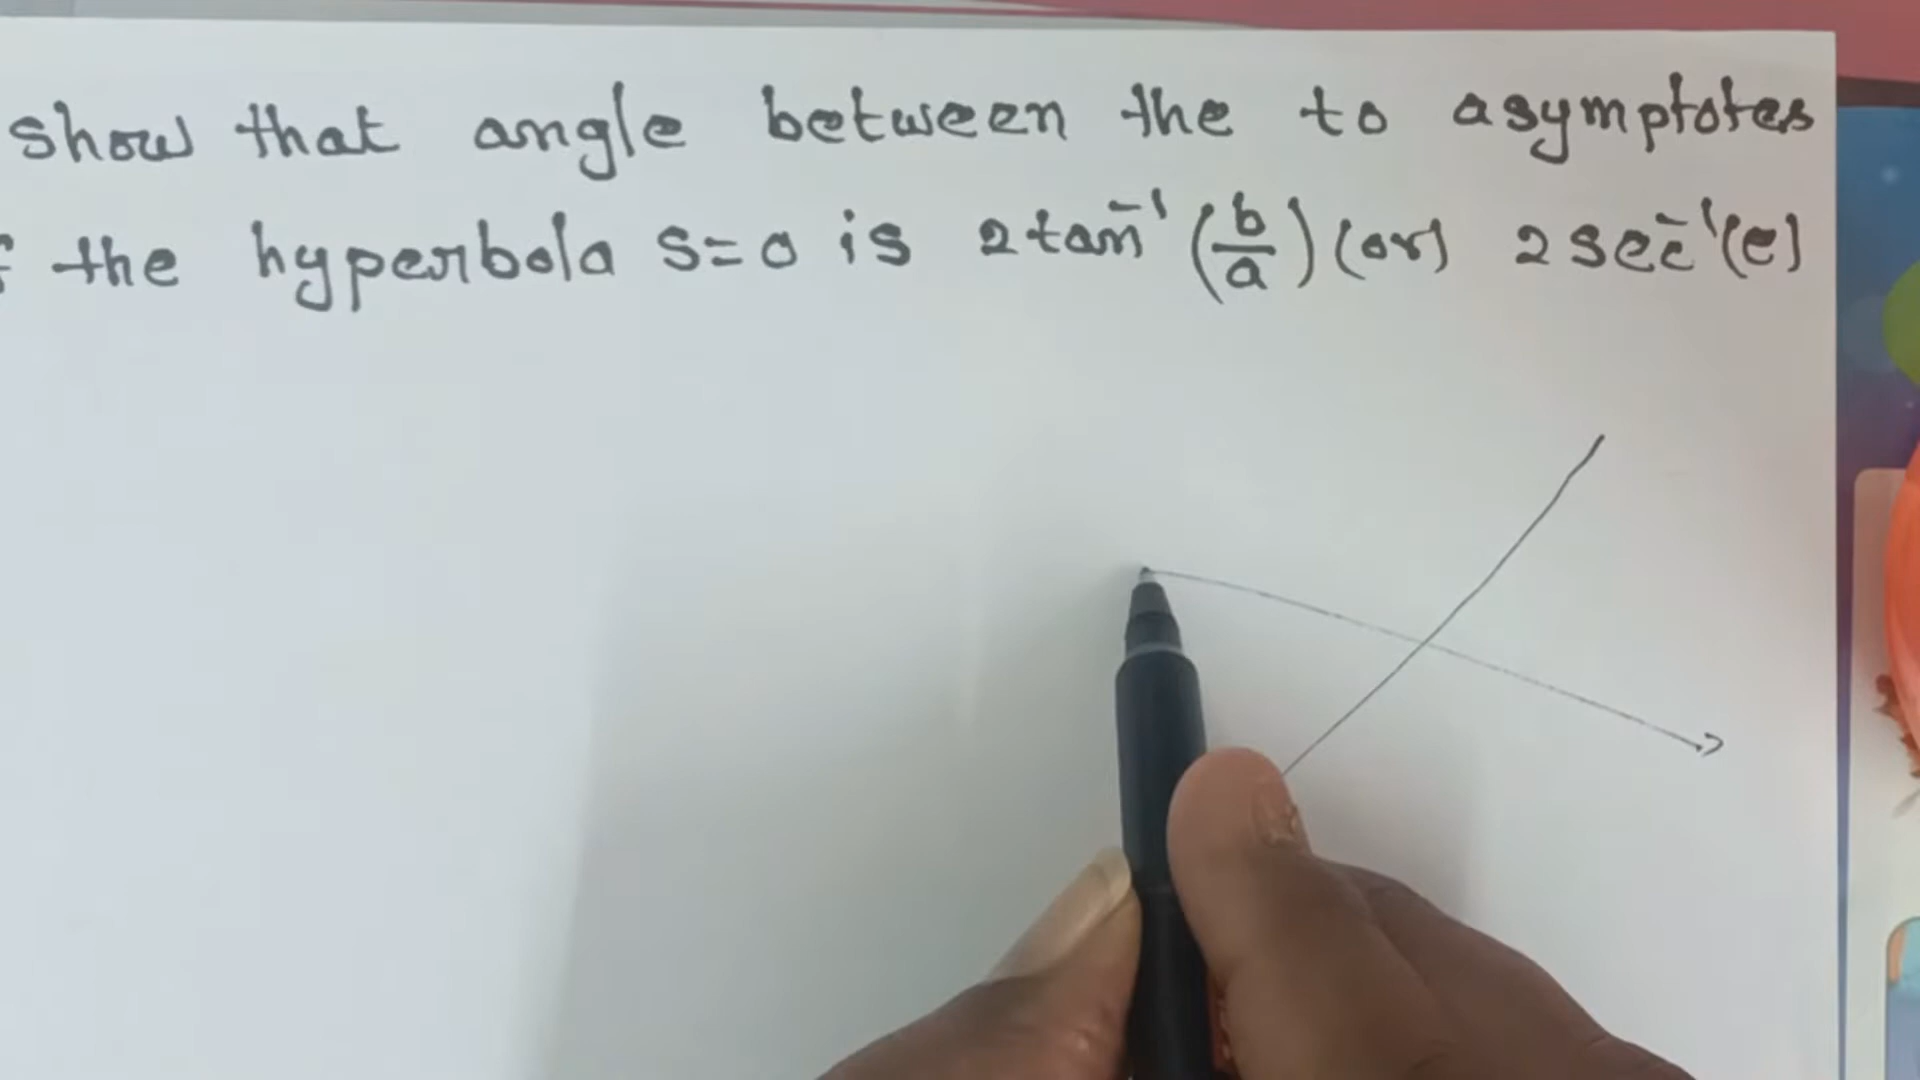 show that angle between the to asymptotes
f the hyperbola S=0 is 2tan⁻¹(b/a) (or) 2sec⁻¹(e)